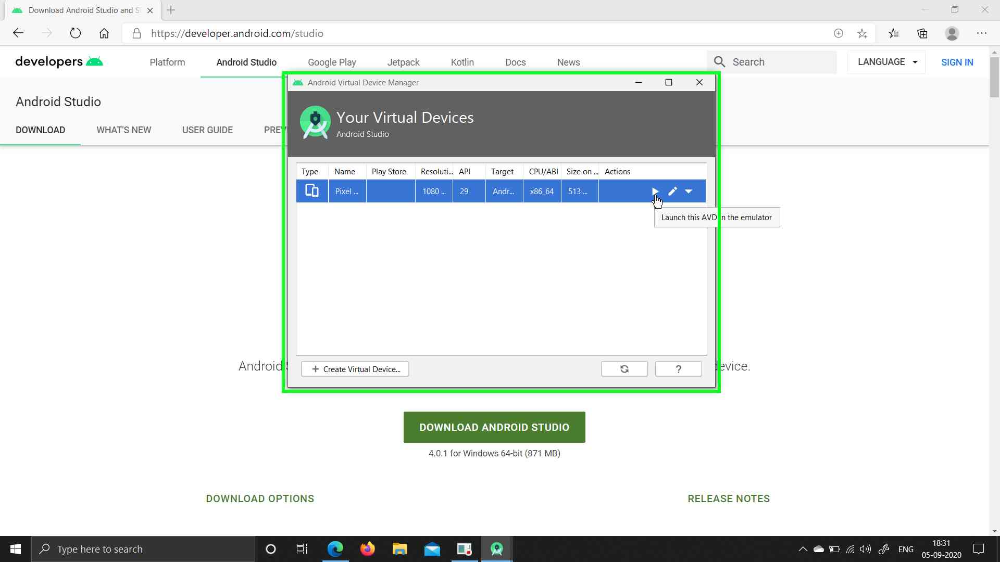 Download Android Studio and S
https://developer.android.com/studio
developers
Platform
Android Studio
Google Play
Jetpack
Kotlin
Docs
News
Search
LANGUAGE
SIGN IN
Android Studio
DOWNLOAD
WHAT'S NEW
USER GUIDE
PREV
Android Virtual Device Manager
Your Virtual Devices
Android Studio
Type Name Play Store Resoluti... API Target CPU/ABI Size on ... Actions
Pixel ... 1080 ... 29 Andr... x86_64 513 ...
Launch this AVD in the emulator
+ Create Virtual Device...
?
Android
device.
DOWNLOAD ANDROID STUDIO
4.0.1 for Windows 64-bit (871 MB)
DOWNLOAD OPTIONS
RELEASE NOTES
Type here to search
ENG
18:31
05-09-2020